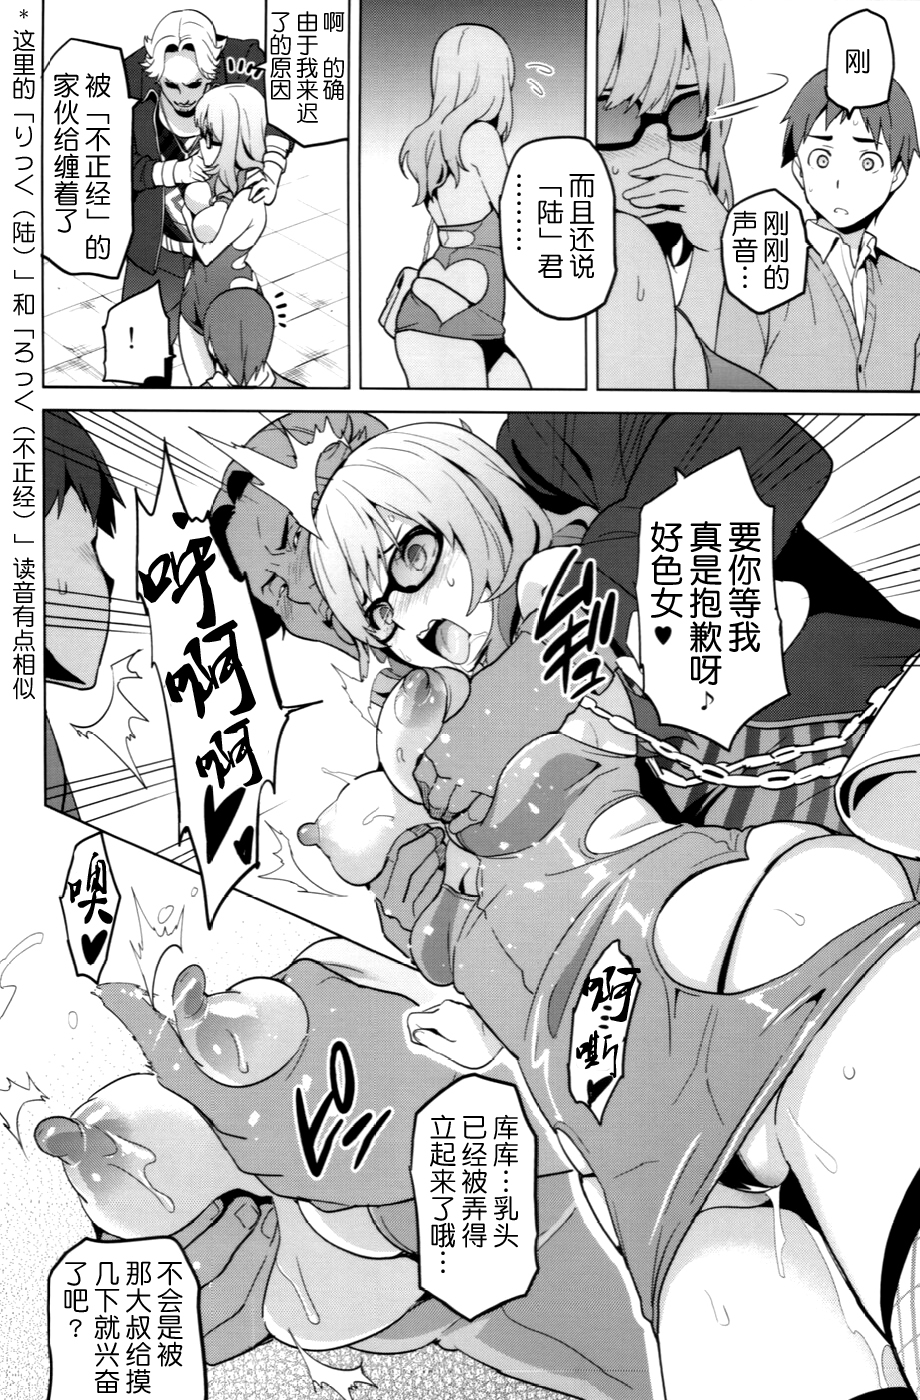 刚
刚刚的
声音…
而且还说
「陆」君
………
啊 的确
由于我来迟
了的原因
被「不正经」的
家伙给缠着了
！
＊这里的「りっく（陆）」和「ろっく（不正经）」读音有点相似
要你等我
真是抱歉呀♪
好色女♥
呼啊啊啊♥
噢♥
啊…嘶♥
ピク
库库…乳头
已经被弄得
立起来了哦…
不会是被
那大叔给摸
几下就兴奋
了吧？